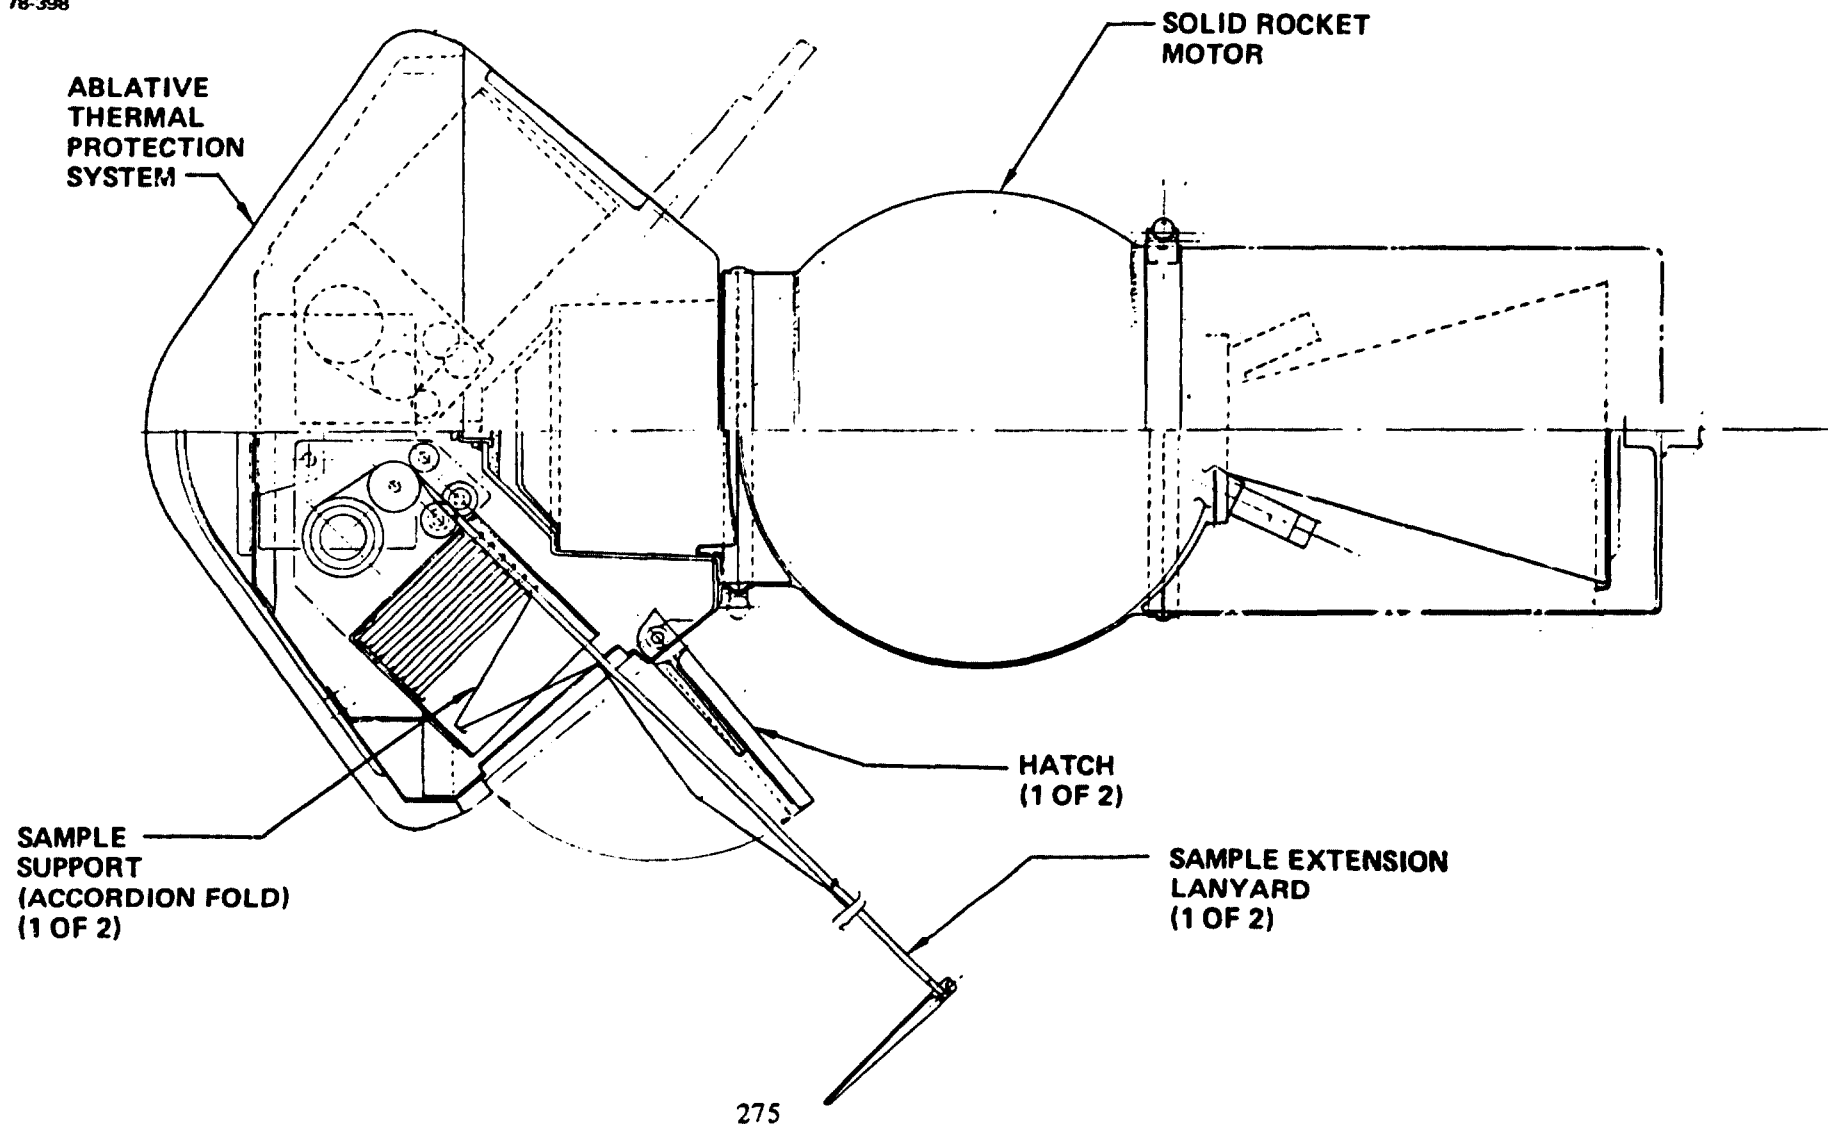 78-398
SOLID ROCKET
MOTOR
ABLATIVE
THERMAL
PROTECTION
SYSTEM
HATCH
(1 OF 2)
SAMPLE
SUPPORT
(ACCORDION FOLD)
(1 OF 2)
SAMPLE EXTENSION
LANYARD
(1 OF 2)
275